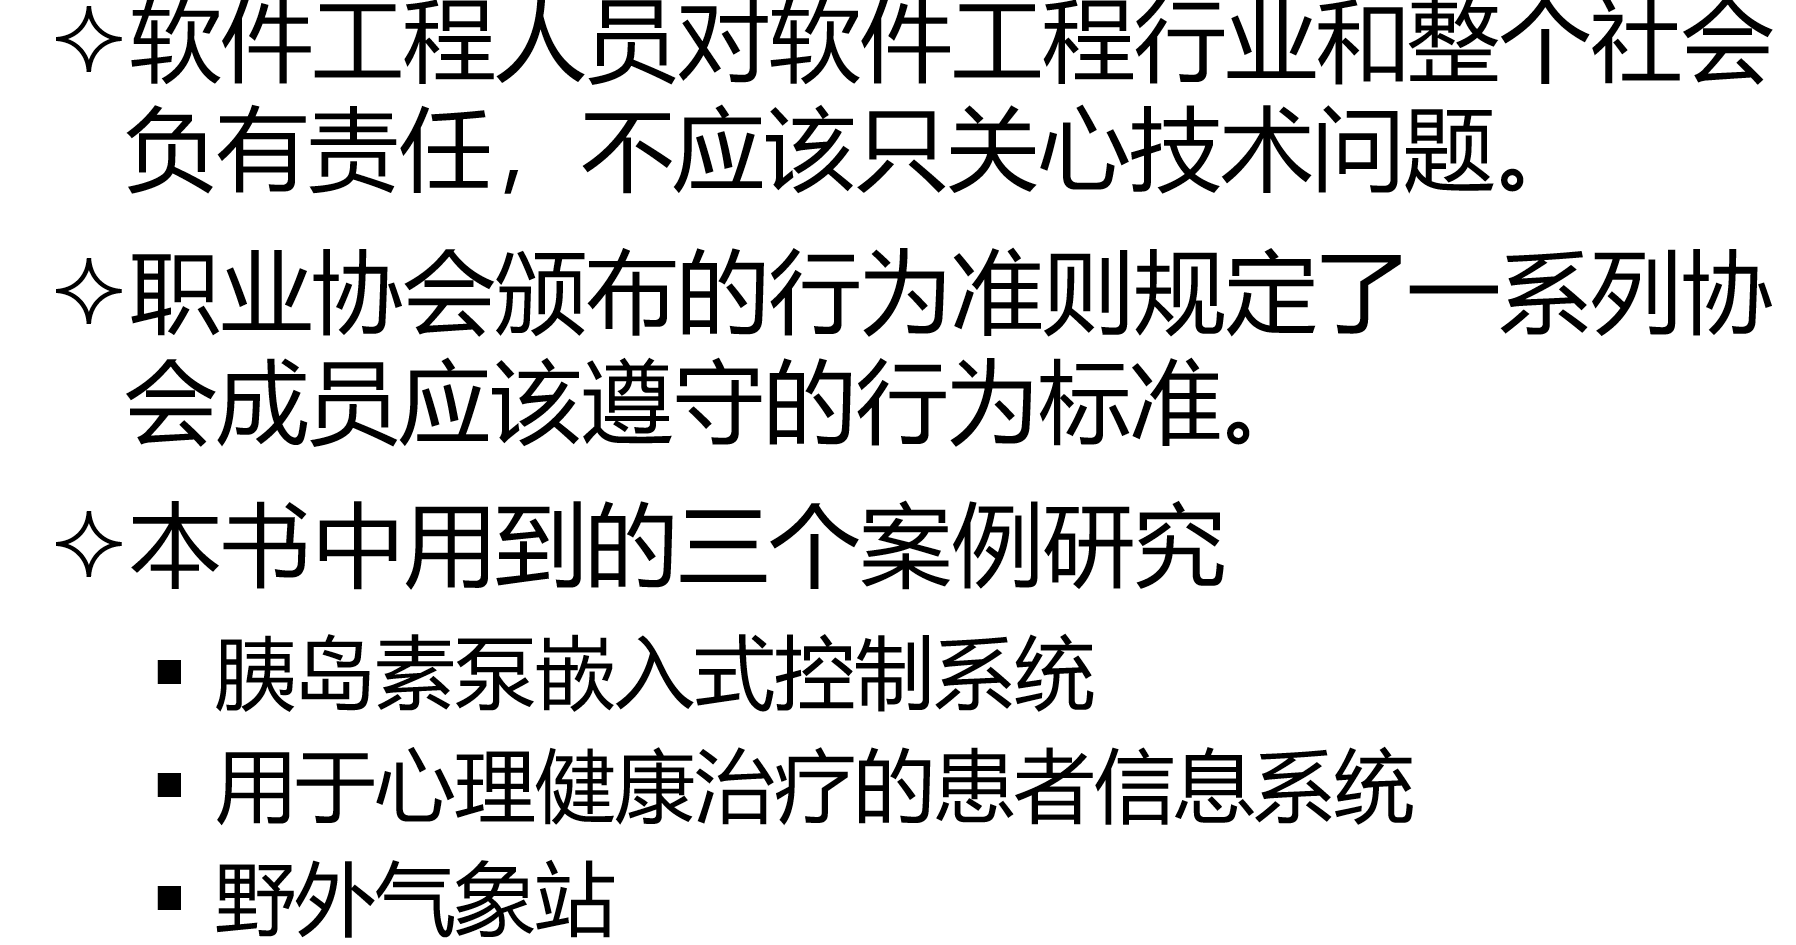 ✧软件工程人员对软件工程行业和整个社会
负有责任，不应该只关心技术问题。
✧职业协会颁布的行为准则规定了一系列协
会成员应该遵守的行为标准。
✧本书中用到的三个案例研究
▪ 胰岛素泵嵌入式控制系统
▪ 用于心理健康治疗的患者信息系统
▪ 野外气象站